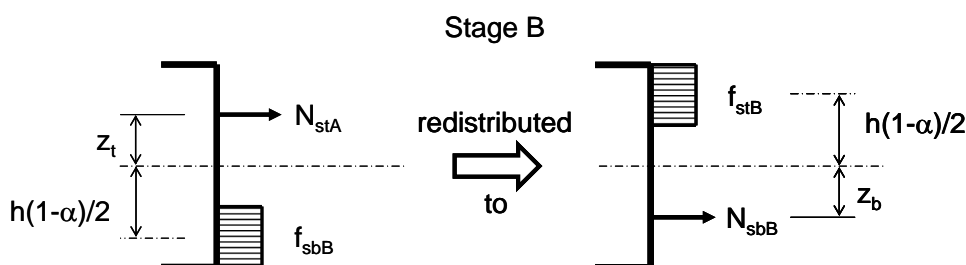 Stage B
N_stA
z_t
h(1-α)/2
f_sbB
redistributed
to
f_stB
h(1-α)/2
z_b
N_sbB